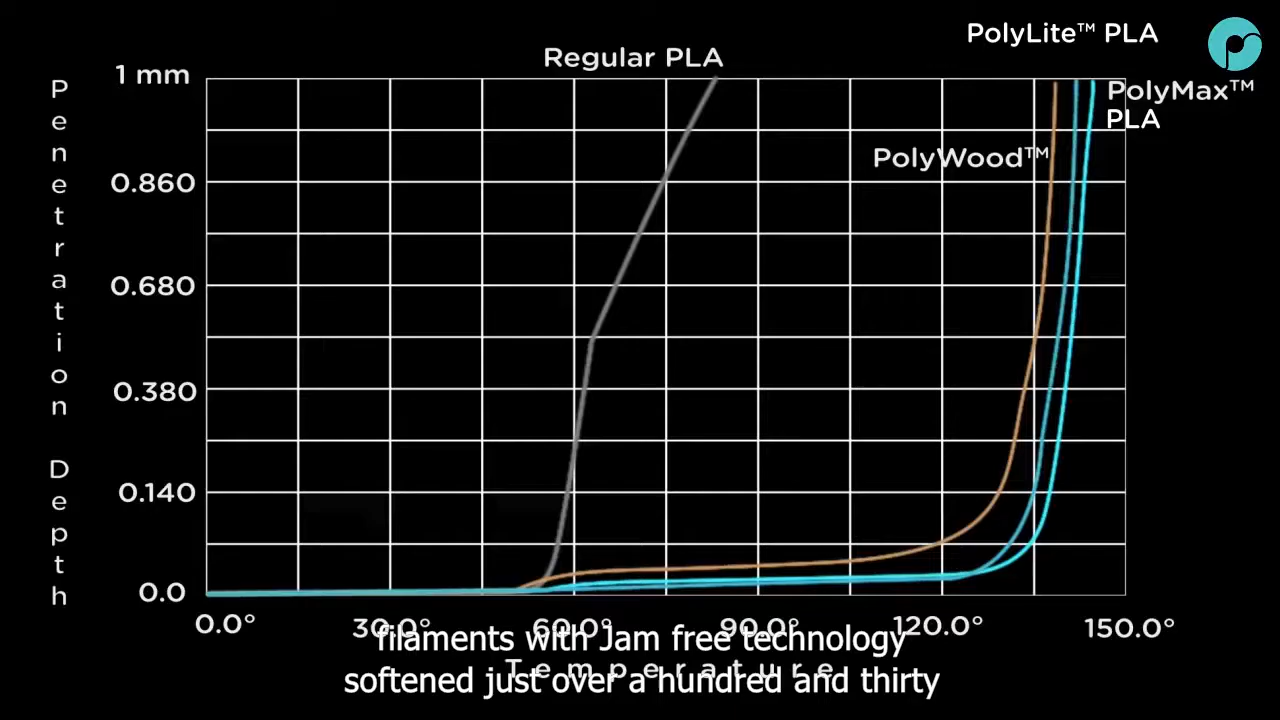 PolyLite™ PLA
Regular PLA
PolyMax™
PLA
PolyWood™
Penetration Depth
1 mm
0.860
0.680
0.380
0.140
0.0
0.0° 30.0° 60.0° 90.0° 120.0° 150.0°
Temperature
filaments with Jam free technology
softened just over a hundred and thirty